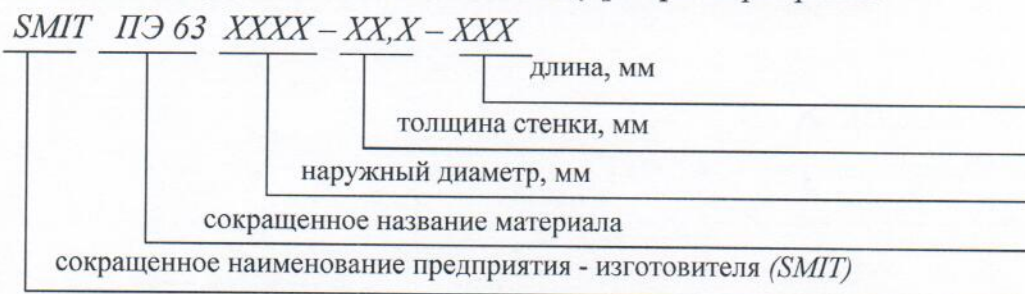 SMIT ПЭ 63 XXXX – XX,X – XXX
длина, мм
толщина стенки, мм
наружный диаметр, мм
сокращенное название материала
сокращенное наименование предприятия - изготовителя (SMIT)